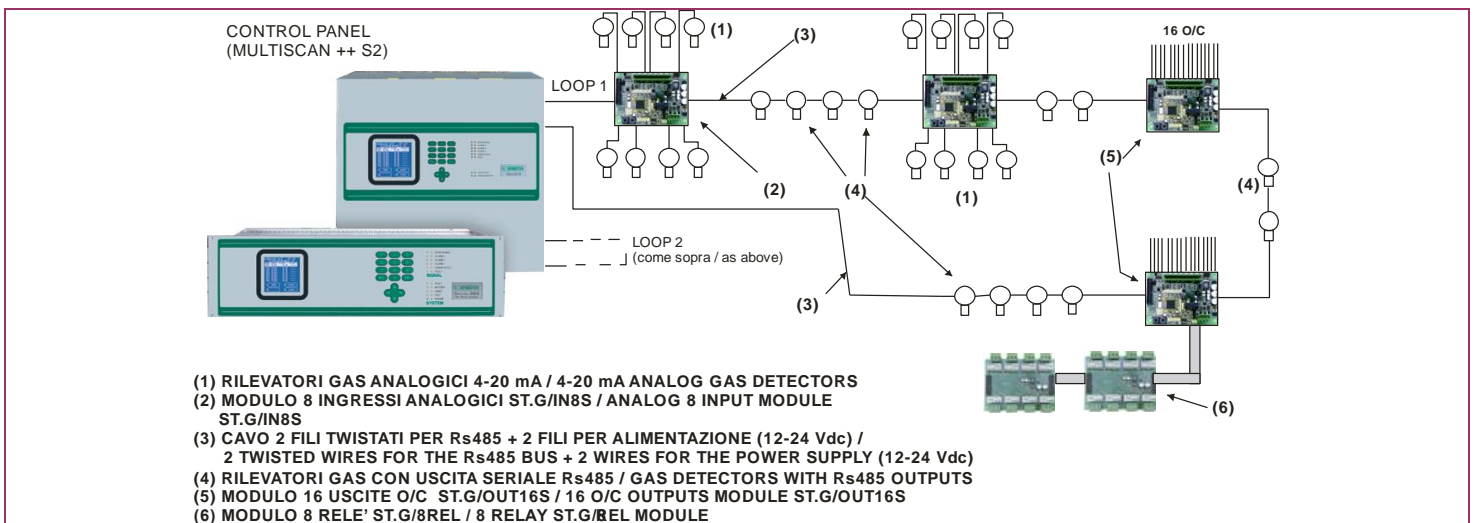 CONTROL PANEL
(MULTISCAN ++ S2)
LOOP 1
(1)
(3)
16 O/C
(2)
(4)
(1)
(5)
(4)
LOOP 2
(come sopra / as above)
(3)
(6)
SIGNAL
SYSTEM
(1) RILEVATORI GAS ANALOGICI 4-20 mA / 4-20 mA ANALOG GAS DETECTORS
(2) MODULO 8 INGRESSI ANALOGICI ST.G/IN8S / ANALOG 8 INPUT MODULE
ST.G/IN8S
(3) CAVO 2 FILI TWISTATI PER Rs485 + 2 FILI PER ALIMENTAZIONE (12-24 Vdc) /
2 TWISTED WIRES FOR THE Rs485 BUS + 2 WIRES FOR THE POWER SUPPLY (12-24 Vdc)
(4) RILEVATORI GAS CON USCITA SERIALE Rs485 / GAS DETECTORS WITH Rs485 OUTPUTS
(5) MODULO 16 USCITE O/C ST.G/OUT16S / 16 O/C OUTPUTS MODULE ST.G/OUT16S
(6) MODULO 8 RELE' ST.G/8REL / 8 RELAY ST.G/8REL MODULE